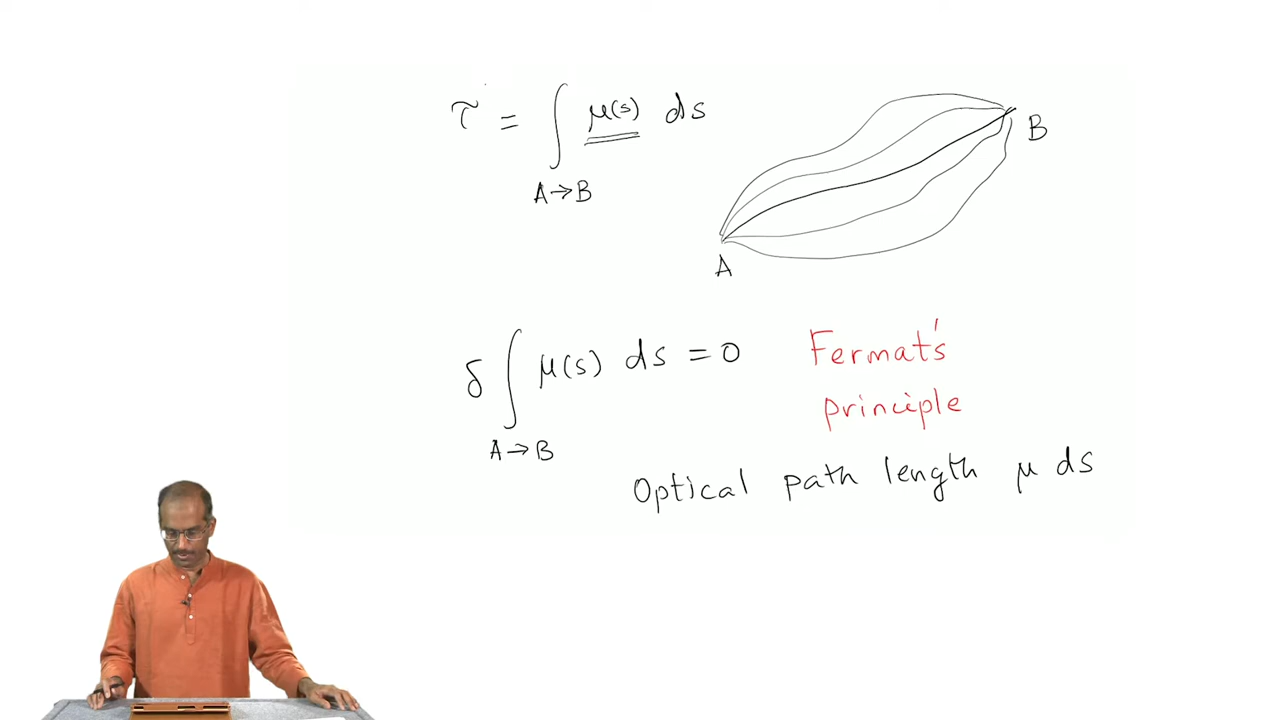 τ = ∫ μ(s) ds
A→B
B
A
δ ∫ μ(s) ds = 0
A→B
Fermat's
principle
Optical path length μ ds